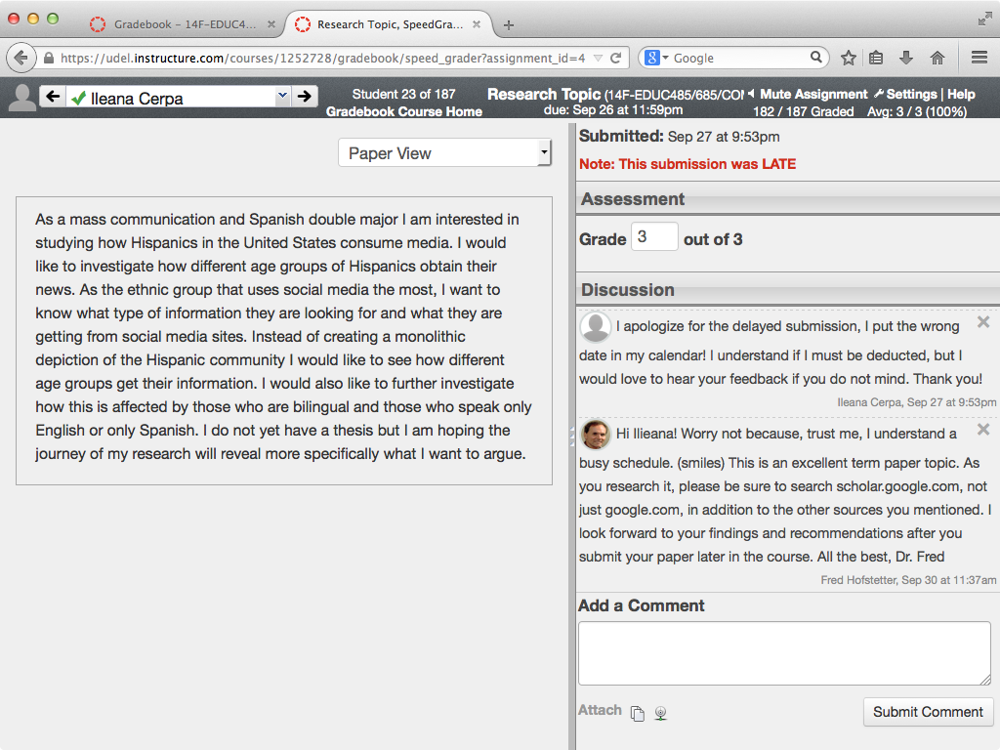 Gradebook - 14F-EDUC4...
Research Topic, SpeedGra...
https://udel.instructure.com/courses/1252728/gradebook/speed_grader?assignment_id=4
Google
Ileana Cerpa
Student 23 of 187
Gradebook Course Home
Research Topic (14F-EDUC485/685/COM
due: Sep 26 at 11:59pm
Mute Assignment Settings | Help
182 / 187 Graded Avg: 3 / 3 (100%)
Paper View
As a mass communication and Spanish double major I am interested in
studying how Hispanics in the United States consume media. I would
like to investigate how different age groups of Hispanics obtain their
news. As the ethnic group that uses social media the most, I want to
know what type of information they are looking for and what they are
getting from social media sites. Instead of creating a monolithic
depiction of the Hispanic community I would like to see how different
age groups get their information. I would also like to further investigate
how this is affected by those who are bilingual and those who speak only
English or only Spanish. I do not yet have a thesis but I am hoping the
journey of my research will reveal more specifically what I want to argue.
Submitted: Sep 27 at 9:53pm
Note: This submission was LATE
Assessment
Grade 3 out of 3
Discussion
I apologize for the delayed submission, I put the wrong
date in my calendar! I understand if I must be deducted, but I
would love to hear your feedback if you do not mind. Thank you!
Ileana Cerpa, Sep 27 at 9:53pm
Hi Ilieana! Worry not because, trust me, I understand a
busy schedule. (smiles) This is an excellent term paper topic. As
you research it, please be sure to search scholar.google.com, not
just google.com, in addition to the other sources you mentioned. I
look forward to your findings and recommendations after you
submit your paper later in the course. All the best, Dr. Fred
Fred Hofstetter, Sep 30 at 11:37am
Add a Comment
Attach
Submit Comment